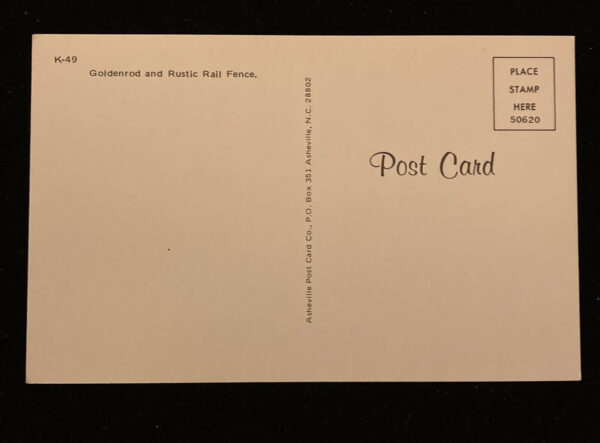 K-49
Goldenrod and Rustic Rail Fence.
Asheville Post Card Co., P.O. Box 351 Asheville, N.C. 28802
PLACE
STAMP
HERE
50620
Post Card